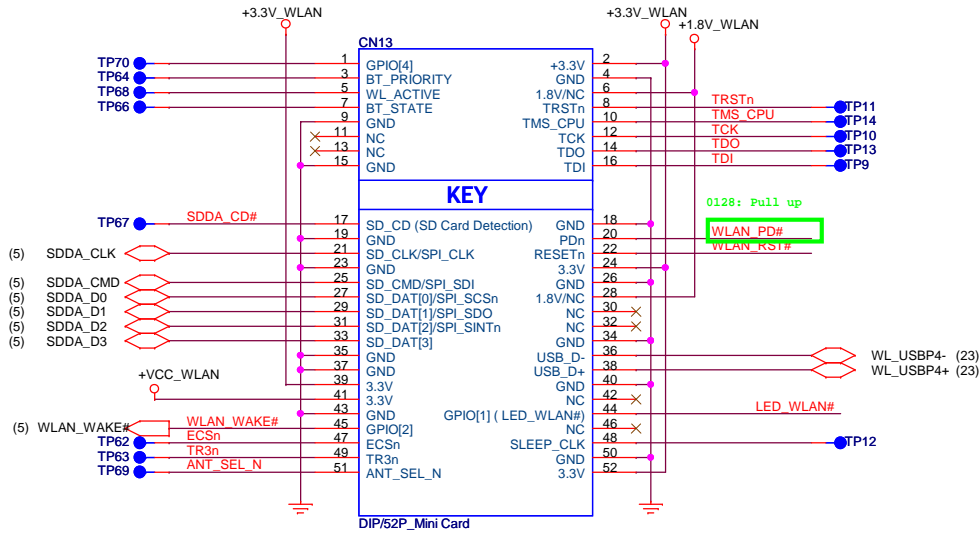 +3.3V_WLAN
+3.3V_WLAN
+1.8V_WLAN
CN13
TP70 1 GPIO[4] +3.3V 2
TP64 3 BT_PRIORITY GND 4
TP68 5 WL_ACTIVE 1.8V/NC 6
TP66 7 BT_STATE TRSTn 8 TRSTn TP11
9 GND TMS_CPU 10 TMS_CPU TP14
11 NC TCK 12 TCK TP10
13 NC TDO 14 TDO TP13
15 GND TDI 16 TDI TP9
KEY
0128: Pull up
TP67 SDDA_CD# 17 SD_CD (SD Card Detection) GND 18
19 GND PDn 20 WLAN_PD#
(5) SDDA_CLK 21 SD_CLK/SPI_CLK RESETn 22 WLAN_RST#
23 GND 3.3V 24
(5) SDDA_CMD 25 SD_CMD/SPI_SDI GND 26
(5) SDDA_D0 27 SD_DAT[0]/SPI_SCSn 1.8V/NC 28
(5) SDDA_D1 29 SD_DAT[1]/SPI_SDO NC 30
(5) SDDA_D2 31 SD_DAT[2]/SPI_SINTn NC 32
(5) SDDA_D3 33 SD_DAT[3] GND 34
35 GND USB_D- 36 WL_USBP4- (23)
37 GND USB_D+ 38 WL_USBP4+ (23)
+VCC_WLAN
39 3.3V GND 40
41 3.3V NC 42
43 GND GPIO[1] ( LED_WLAN#) 44 LED_WLAN#
(5) WLAN_WAKE# WLAN_WAKE# 45 GPIO[2] NC 46
TP62 ECSn 47 ECSn SLEEP_CLK 48 TP12
TP63 TR3n 49 TR3n GND 50
TP69 ANT_SEL_N 51 ANT_SEL_N 3.3V 52
DIP/52P_Mini Card